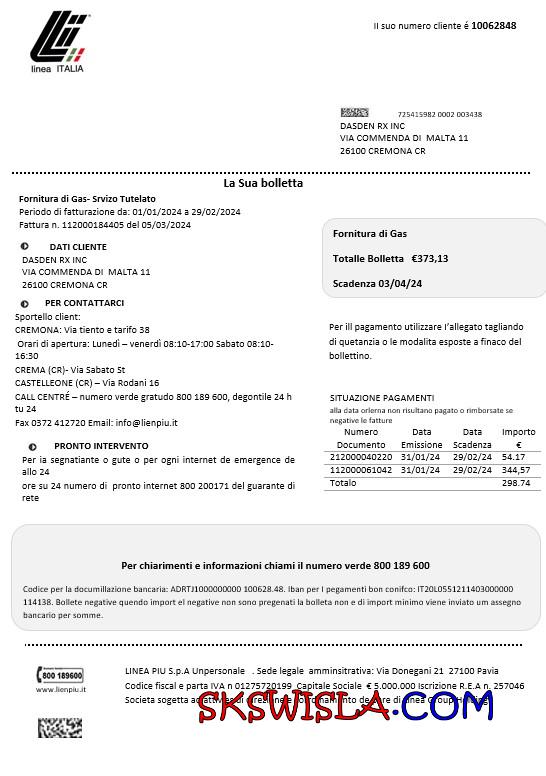 linea ITALIA
Il suo numero cliente é 10062848
725415982 0002 003438
DASDEN RX INC
VIA COMMENDA DI MALTA 11
26100 CREMONA CR
La Sua bolletta
Fornitura di Gas- Srvizo Tutelato
Periodo di fatturazione da: 01/01/2024 a 29/02/2024
Fattura n. 112000184405 del 05/03/2024
DATI CLIENTE
DASDEN RX INC
VIA COMMENDA DI MALTA 11
26100 CREMONA CR
PER CONTATTARCI
Sportello client:
CREMONA: Via tiento e tarifo 38
Orari di apertura: Lunedì – venerdì 08:10-17:00 Sabato 08:10-
16:30
CREMA (CR)- Via Sabato St
CASTELLEONE (CR) – Via Rodani 16
CALL CENTRÉ – numero verde gratudo 800 189 600, degontile 24 h
tu 24
Fax 0372 412720 Email: info@lienpiu.it
PRONTO INTERVENTO
Per ia segnatiante o gute o per ogni internet de emergence de
allo 24
ore su 24 numero di pronto internet 800 200171 del guarante di
rete
Fornitura di Gas
Totalle Bolletta €373,13
Scadenza 03/04/24
Per ill pagamento utilizzare l'allegato tagliando
di quetanzia o le modalita esposte a finaco del
bollettino.
SITUAZIONE PAGAMENTI
alla data orlerna non risultano pagato o rimborsate se
negative le fatture
Numero Data Data Importo
Documento Emissione Scadenza €
212000040220 31/01/24 29/02/24 54.17
112000061042 31/01/24 29/02/24 344,57
Totalo 298.74
Per chiarimenti e informazioni chiami il numero verde 800 189 600
Codice per la documillazione bancaria: ADRTJ1000000000 100628.48. Iban per I pegamenti bon conifco: IT20L0551211403000000
114138. Bollete negative quendo import el negative non sono pregenati la bolleta non e di import minimo viene inviato um assegno
bancario per somme.
800 189600
www.lienpiu.it
LINEA PIU S.p.A Unpersonale . Sede legale amminsitrativa: Via Donegani 21 27100 Pavia
Codice fiscal e parta IVA n 01275720199 Capitale Sociale € 5.000.000 Iscrizione R.E.A n. 257046
Societa sogetta ad attives di direzione e coordinamento de parre di Linea Group Holding
SKSWISLA.COM